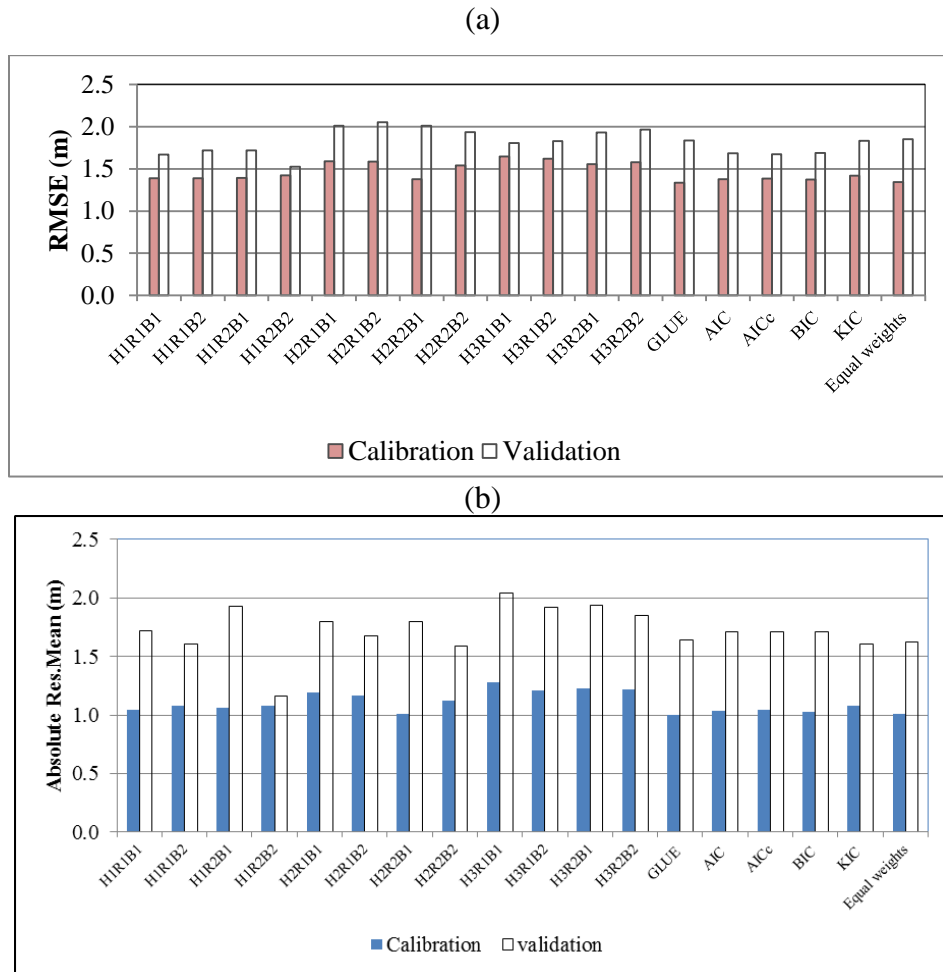 (a)
RMSE (m)
2.5
2.0
1.5
1.0
0.5
0.0
H1R1B1
H1R1B2
H1R2B1
H1R2B2
H2R1B1
H2R1B2
H2R2B1
H2R2B2
H3R1B1
H3R1B2
H3R2B1
H3R2B2
GLUE
AIC
AICc
BIC
KIC
Equal weights
Calibration Validation
(b)
Absolute Res.Mean (m)
2.5
2.0
1.5
1.0
0.5
0.0
H1R1B1
H1R1B2
H1R2B1
H1R2B2
H2R1B1
H2R1B2
H2R2B1
H2R2B2
H3R1B1
H3R1B2
H3R2B1
H3R2B2
GLUE
AIC
AICc
BIC
KIC
Equal weights
Calibration validation